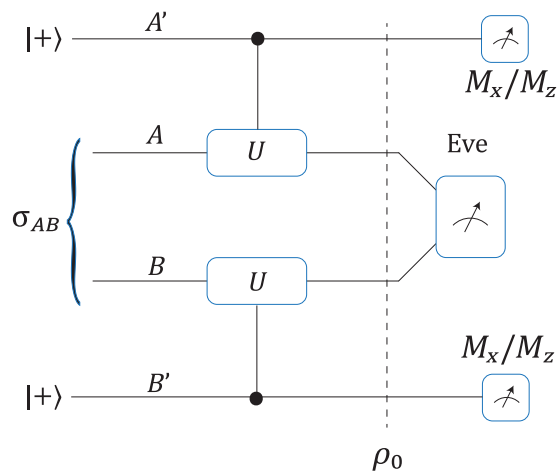 |+⟩ A'
M_x/M_z
A U Eve
σ_AB
B U
M_x/M_z
|+⟩ B'
ρ_0